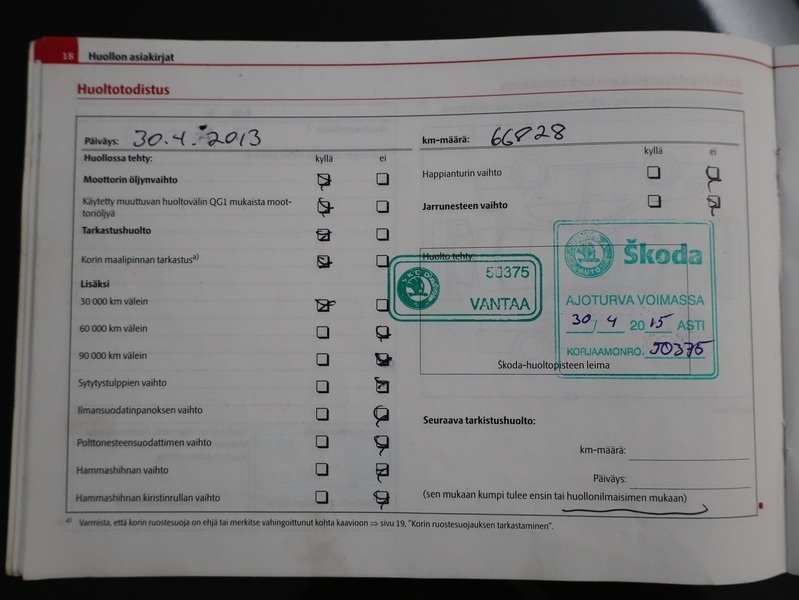 18 Huollon asiakirjat
Huoltotodistus
Päiväys: 30.4.2013
km-määrä: 66828
Huollossa tehty: kyllä ei
Moottorin öljynvaihto
Käytetty muuttuvan huoltovälin QG1 mukaista moot-
toriöljyä
Tarkastushuolto
Korin maalipinnan tarkastus a)
Lisäksi
30 000 km välein
60 000 km välein
90 000 km välein
Sytytystulppien vaihto
Ilmansuodatinpanoksen vaihto
Polttonesteensuodattimen vaihto
Hammashihnan vaihto
Hammashihnan kiristinrullan vaihto
kyllä ei
Happianturin vaihto
Jarrunesteen vaihto
Huolto tehty:
50375
VANTAA
AUTO
Škoda
AJOTURVA VOIMASSA
30 / 4 2015 ASTI
KORJAAMONRO. 50375
Škoda-huoltopisteen leima
Seuraava tarkistushuolto:
km-määrä:
Päiväys:
(sen mukaan kumpi tulee ensin tai huollonilmaisimen mukaan)
a) Varmista, että korin ruostesuoja on ehjä tai merkitse vahingoittunut kohta kaavioon ⇒ sivu 19, "Korin ruostesuojauksen tarkastaminen".